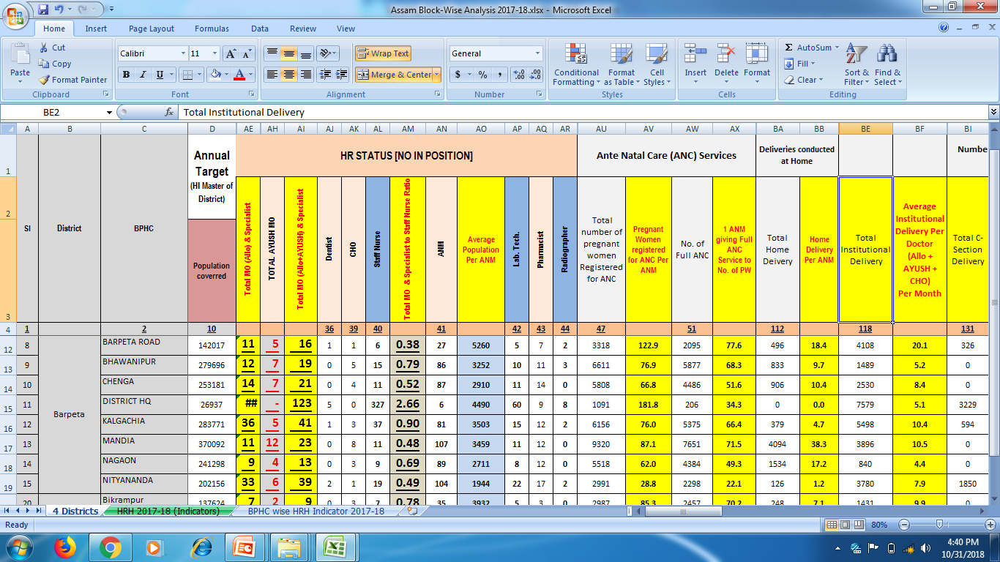 Assam Block-Wise Analysis 2017-18.xlsx - Microsoft Excel
Home Insert Page Layout Formulas Data Review View
Paste Cut Copy Format Painter
Calibri 11
B I U
Wrap Text
Merge & Center
General
$ % ,
Conditional Formatting Format as Table Cell Styles
Insert Delete Format
AutoSum Fill Clear
Sort & Filter Find & Select
Clipboard Font Alignment Number Styles Cells Editing
BE2 fx Total Institutional Delivery
A B C D AE AH AI AJ AK AL AM AN AO AP AQ AR AU AV AW AX BA BB BE BF BI
1
2
3
Sl
District
BPHC
Annual Target
(HI Master of District)
Population coverred
HR STATUS [NO IN POSITION]
Total MO (Allo) & Specialist
TOTAL AYUSH MO
Total MO (Allo+AYUSH) & Specialist
Dentist
CHO
Staff Nurse
Total MO & Specialist to Staff Nurse Ratio
ANM
Average Population Per ANM
Lab. Tech.
Pharmacist
Radiographer
Ante Natal Care (ANC) Services
Total number of pregnant women Registered for ANC
Pregnant Women registered for ANC Per ANM
No. of Full ANC
1 ANM giving Full ANC Service to No. of PW
Deliveries conducted at Home
Total Home Deivery
Home Delivery Per ANM
Total Institutional Delivery
Average Institutional Delivery Per Doctor (Allo + AYUSH + CHO) Per Month
Numbe
Total C-Section Delivery
4 1 2 10 36 39 40 41 42 43 44 47 51 112 118 131
Barpeta
12 8 BARPETA ROAD 142017 11 5 16 1 1 6 0.38 27 5260 5 7 2 3318 122.9 2095 77.6 496 18.4 4108 20.1 326
13 9 BHAWANIPUR 279696 12 7 19 0 5 15 0.79 86 3252 10 11 3 6611 76.9 5877 68.3 833 9.7 1489 5.2 0
14 10 CHENGA 253181 14 7 21 0 4 11 0.52 87 2910 11 14 0 5808 66.8 4486 51.6 906 10.4 2530 8.4 0
15 11 DISTRICT HQ 26937 ## - 123 5 0 327 2.66 6 4490 60 9 8 1091 181.8 206 34.3 0 0.0 7579 5.1 3229
16 12 KALGACHIA 283771 36 5 41 1 3 37 0.90 81 3503 15 12 2 6156 76.0 5375 66.4 379 4.7 5498 10.4 594
17 13 MANDIA 370092 11 12 23 0 8 11 0.48 107 3459 11 12 0 9320 87.1 7651 71.5 4094 38.3 3896 10.5 0
18 14 NAGAON 241298 9 4 13 0 3 9 0.69 89 2711 8 12 0 5518 62.0 4384 49.3 1534 17.2 840 4.4 0
19 15 NITYANANDA 202156 33 6 39 2 1 19 0.49 104 1944 22 17 2 2991 28.8 2298 22.1 126 1.2 3780 7.9 1850
20 Bikrampur 137624 7 2 9 0 3 7 0.78 35 3932 5 3 0 2987 85.3 2457 70.2 248 7.1 1431 9.9 0
4 Districts HRH 2017-18 (Indicators) BPHC wise HRH Indicator 2017-18
Ready 80%
4:40 PM
10/31/2018